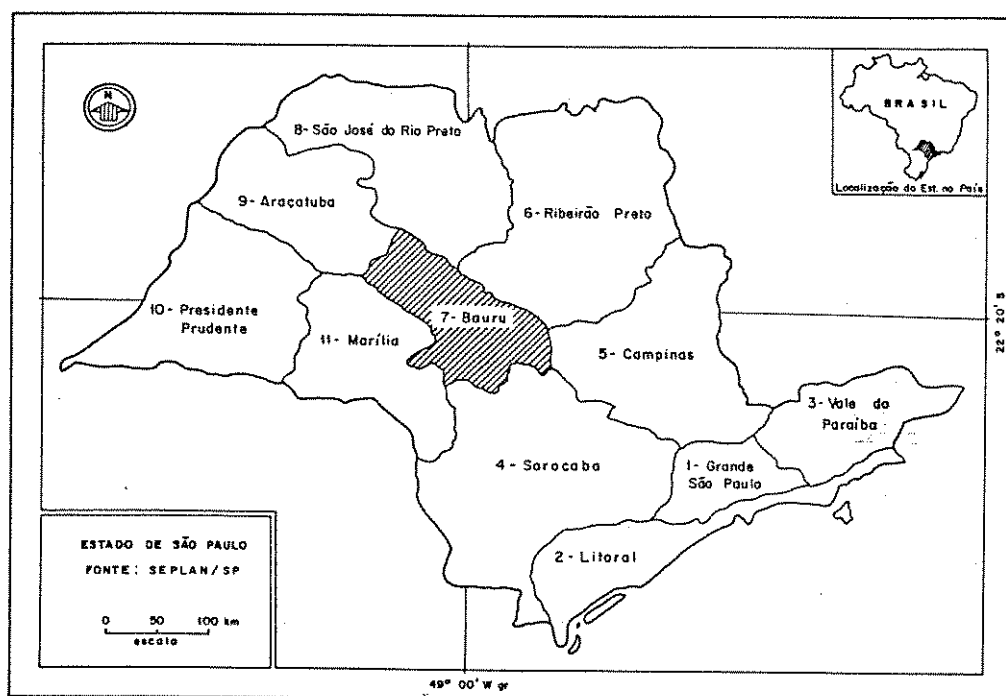 N
8- São José do Rio Preto
BRASIL
Localização do Est. no País
9- Araçatuba
6- Ribeirão Preto
10- Presidente
Prudente
11- Marília
7- Bauru
22° 20' S
5- Campinas
3- Vale do
Paraíba
4- Sorocaba
1- Grande
São Paulo
2- Litoral
ESTADO DE SÃO PAULO
FONTE: SEPLAN/SP
0 50 100 km
escala
49° 00' W gr